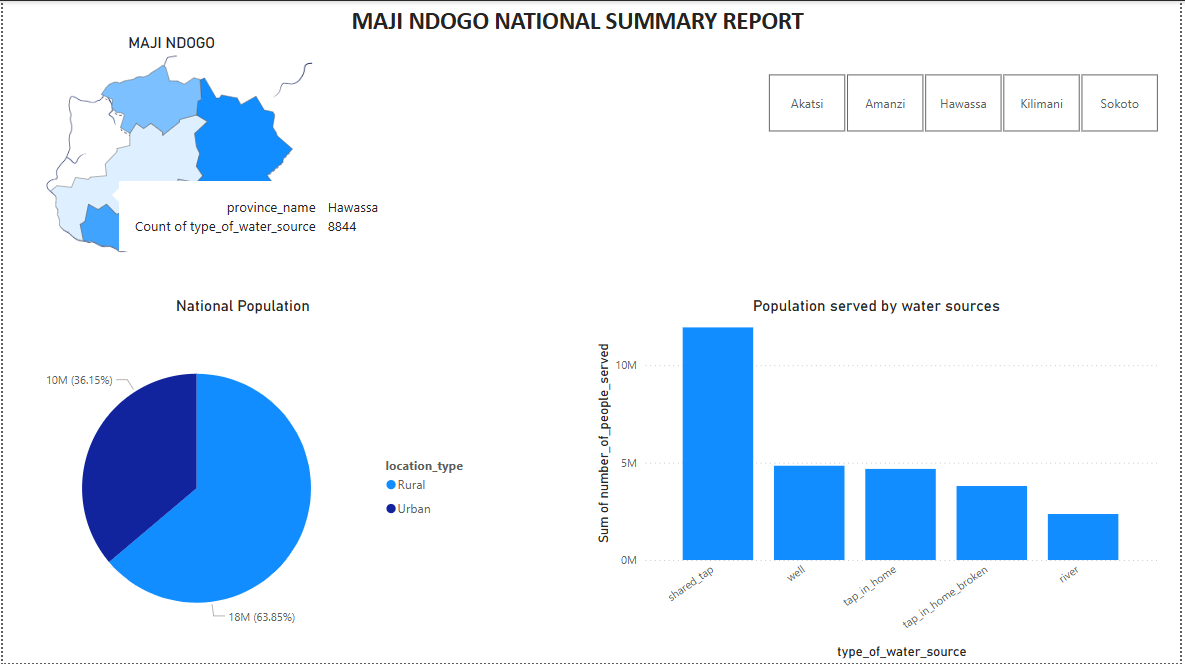 MAJI NDOGO NATIONAL SUMMARY REPORT
MAJI NDOGO
Akatsi Amanzi Hawassa Kilimani Sokoto
province_name Hawassa
Count of type_of_water_source 8844
National Population
10M (36.15%)
location_type
Rural
Urban
18M (63.85%)
Population served by water sources
Sum of number_of_people_served
10M
5M
0M
shared_tap
well
tap_in_home
tap_in_home_broken
river
type_of_water_source